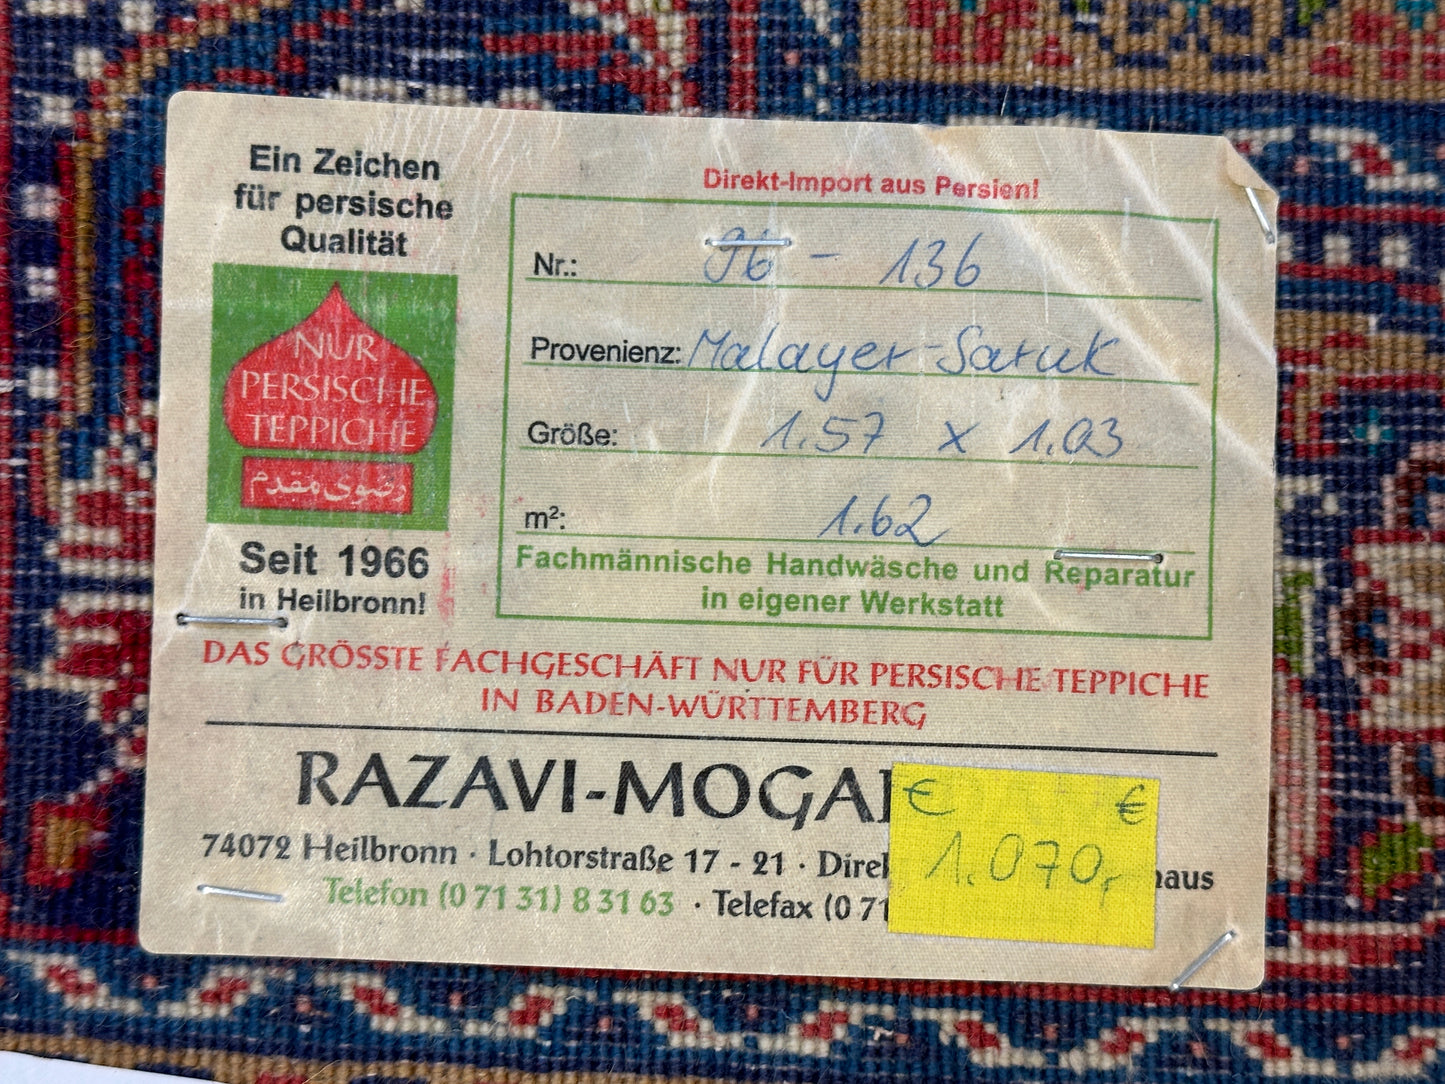 Ein Zeichen
für persische
Qualität
NUR
PERSISCHE
TEPPICHE
رضوی مقدم
Seit 1966
in Heilbronn!
Direkt-Import aus Persien!
Nr.: 96 - 136
Provenienz: Malayer-Saruk
Größe: 1.57 x 1.03
m²: 1.62
Fachmännische Handwäsche und Reparatur
in eigener Werkstatt
DAS GRÖSSTE FACHGESCHÄFT NUR FÜR PERSISCHE TEPPICHE
IN BADEN-WÜRTTEMBERG
RAZAVI-MOGA
74072 Heilbronn · Lohtorstraße 17 - 21 · Direk haus
Telefon (0 71 31) 8 31 63 · Telefax (0 71
€ €
1.070,